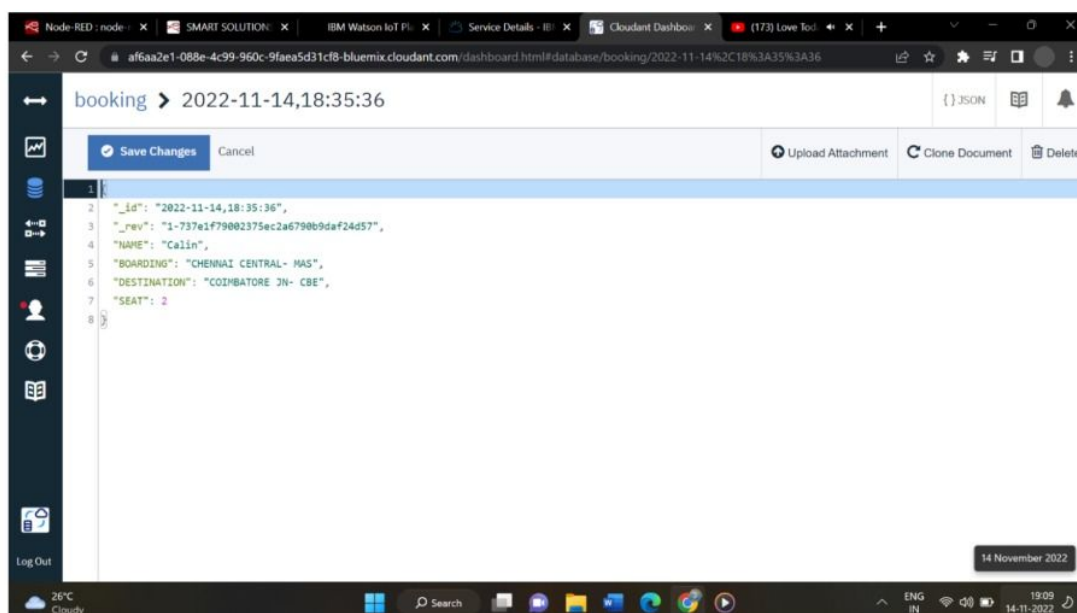 Node-RED : node-r
SMART SOLUTION
IBM Watson IoT Pl
Service Details - IB
Cloudant Dashboar
(173) Love Tod
af6aa2e1-088e-4c99-960c-9faea5d31cf8-bluemix.cloudant.com/dashboard.html#database/booking/2022-11-14%2C18%3A35%3A36
booking > 2022-11-14,18:35:36
{ } JSON
Save Changes Cancel
Upload Attachment Clone Document Delete
1
2 "_id": "2022-11-14,18:35:36",
3 "_rev": "1-737e1f79002375ec2a6790b9daf24d57",
4 "NAME": "Calin",
5 "BOARDING": "CHENNAI CENTRAL- MAS",
6 "DESTINATION": "COIMBATORE JN- CBE",
7 "SEAT": 2
8 }
Log Out
14 November 2022
26°C
Cloudy
Search
ENG
IN
19:09
14-11-2022